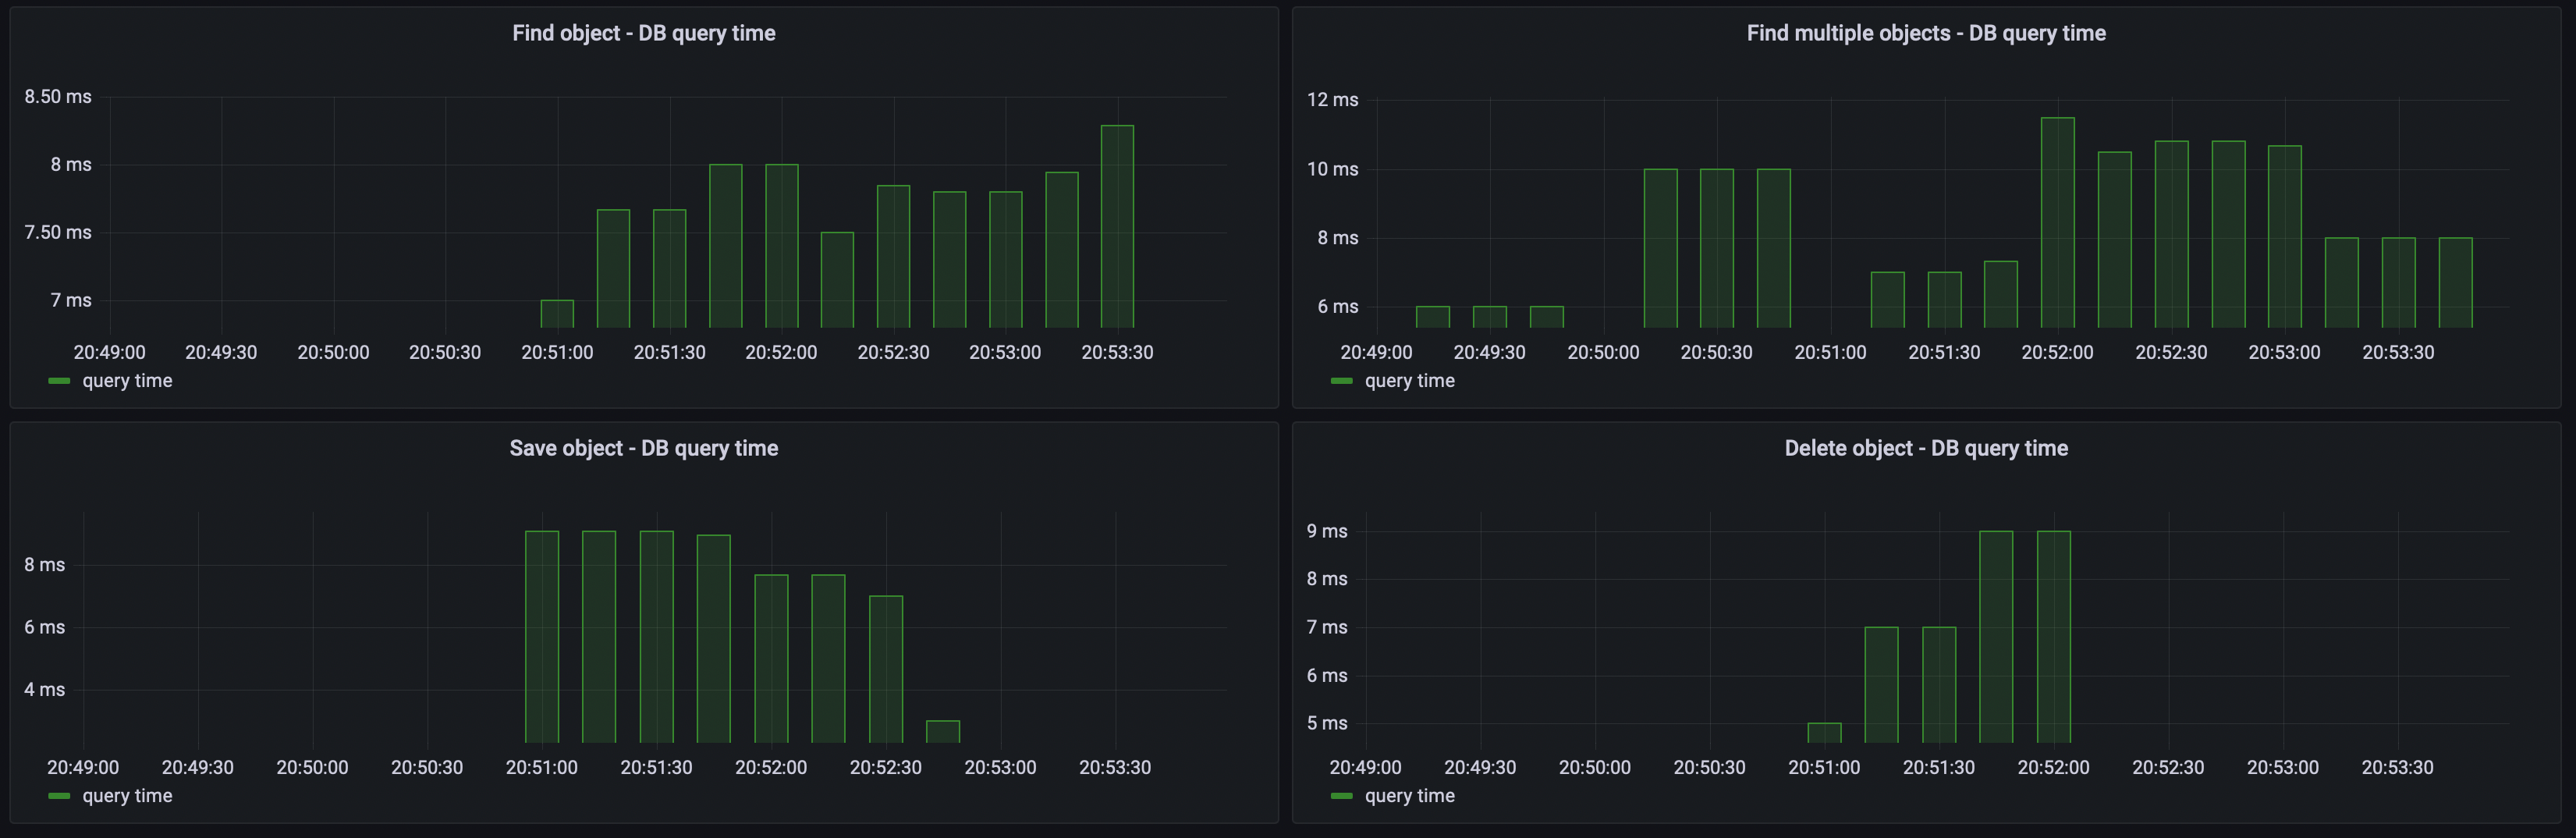 Find object - DB query time
8.50 ms
8 ms
7.50 ms
7 ms
20:49:00 20:49:30 20:50:00 20:50:30 20:51:00 20:51:30 20:52:00 20:52:30 20:53:00 20:53:30
query time
Find multiple objects - DB query time
12 ms
10 ms
8 ms
6 ms
20:49:00 20:49:30 20:50:00 20:50:30 20:51:00 20:51:30 20:52:00 20:52:30 20:53:00 20:53:30
query time
Save object - DB query time
8 ms
6 ms
4 ms
20:49:00 20:49:30 20:50:00 20:50:30 20:51:00 20:51:30 20:52:00 20:52:30 20:53:00 20:53:30
query time
Delete object - DB query time
9 ms
8 ms
7 ms
6 ms
5 ms
20:49:00 20:49:30 20:50:00 20:50:30 20:51:00 20:51:30 20:52:00 20:52:30 20:53:00 20:53:30
query time